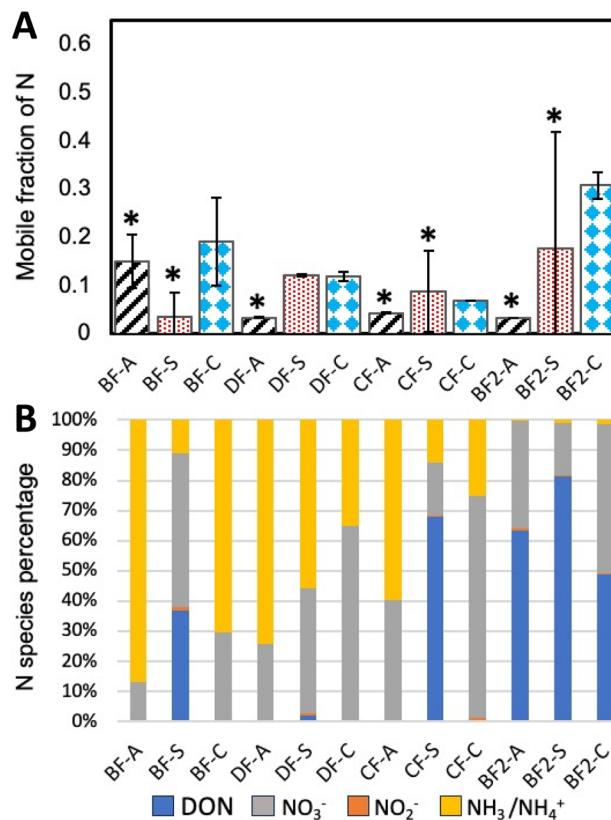 A
Mobile fraction of N
0.6
0.5
0.4
0.3
0.2
0.1
0
* * * * * * * *
BF-A BF-S BF-C DF-A DF-S DF-C CF-A CF-S CF-C BF2-A BF2-S BF2-C
B
N species percentage
100%
90%
80%
70%
60%
50%
40%
30%
20%
10%
0%
BF-A BF-S BF-C DF-A DF-S DF-C CF-A CF-S CF-C BF2-A BF2-S BF2-C
DON NO₃⁻ NO₂⁻ NH₃/NH₄⁺